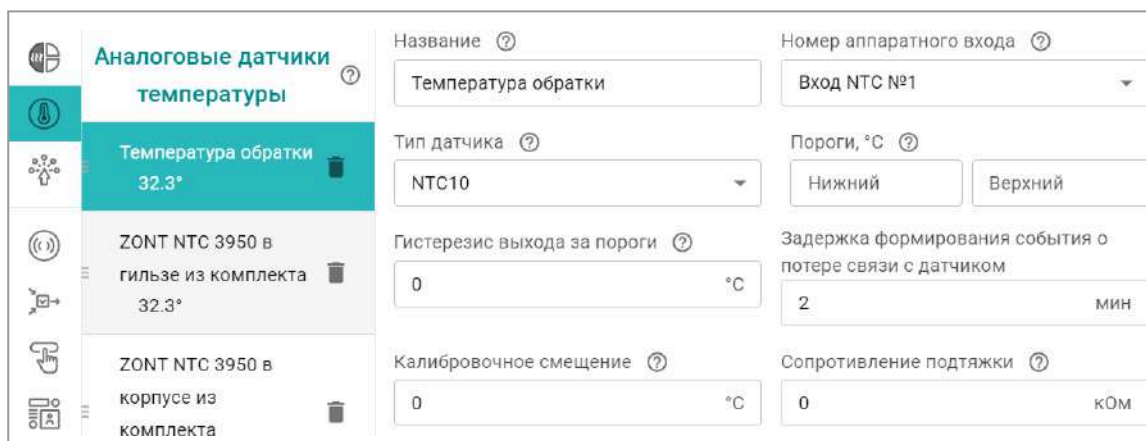 Аналоговые датчики
температуры
Температура обратки
32.3°
ZONT NTC 3950 в
гильзе из комплекта
32.3°
ZONT NTC 3950 в
корпусе из
комплекта
Название
Температура обратки
Номер аппаратного входа
Вход NTC №1
Тип датчика
NTC10
Пороги, °C
Нижний
Верхний
Гистерезис выхода за пороги
0 °C
Задержка формирования события о
потере связи с датчиком
2 мин
Калибровочное смещение
0 °C
Сопротивление подтяжки
0 кОм